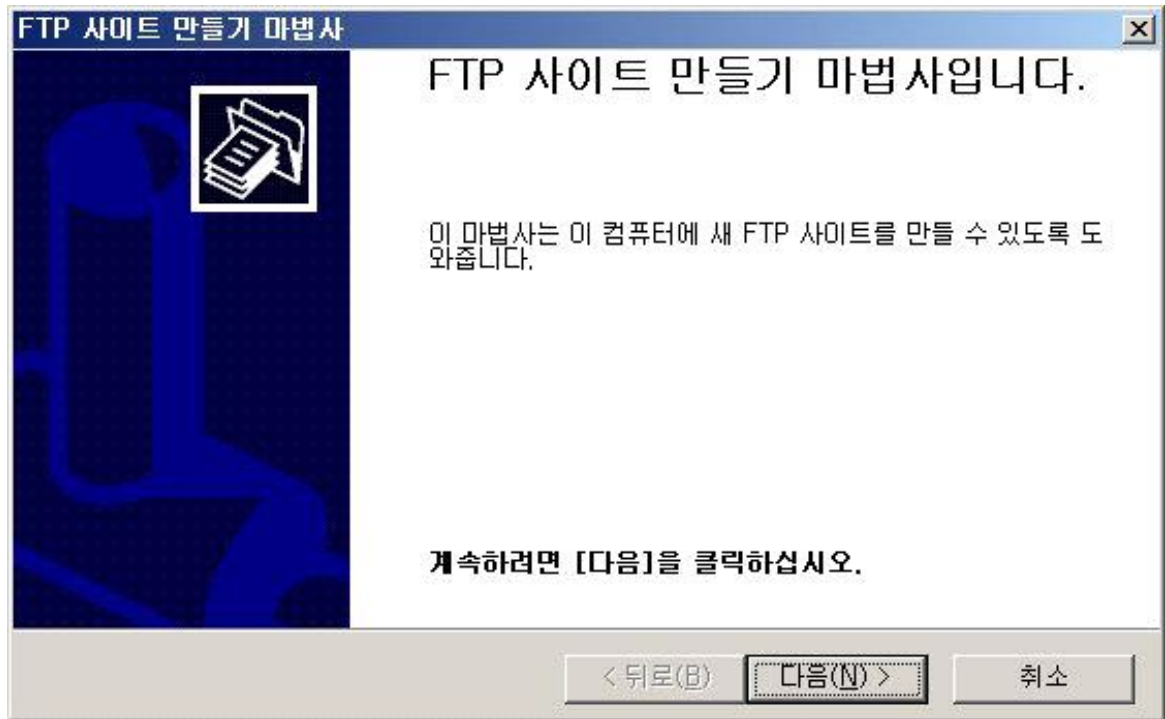 FTP 사이트 만들기 마법사
FTP 사이트 만들기 마법사입니다.
이 마법사는 이 컴퓨터에 새 FTP 사이트를 만들 수 있도록 도
와줍니다.
계속하려면 [다음]을 클릭하십시오.
< 뒤로(B) 다음(N) > 취소